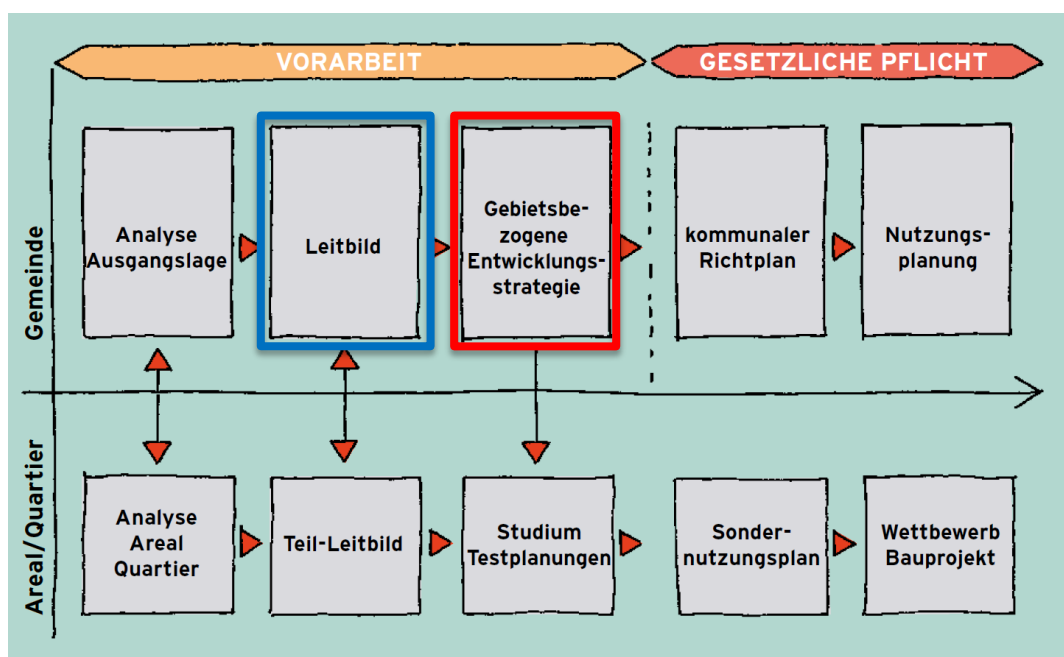 VORARBEIT
GESETZLICHE PFLICHT
Gemeinde
Analyse
Ausgangslage
Leitbild
Gebietsbe-
zogene
Entwicklungs-
strategie
kommunaler
Richtplan
Nutzungs-
planung
Areal/Quartier
Analyse
Areal
Quartier
Teil-Leitbild
Studium
Testplanungen
Sonder-
nutzungsplan
Wettbewerb
Bauprojekt